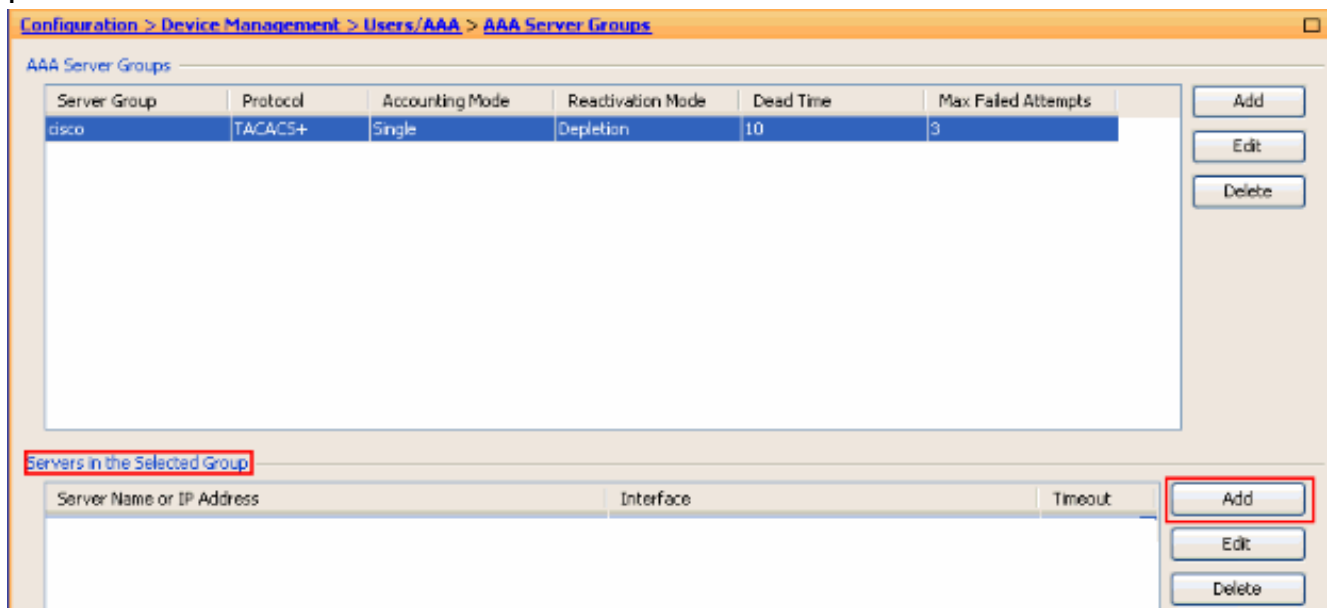 Configuration > Device Management > Users/AAA > AAA Server Groups
AAA Server Groups
Server Group Protocol Accounting Mode Reactivation Mode Dead Time Max Failed Attempts
cisco TACACS+ Single Depletion 10 3
Add
Edit
Delete
Servers in the Selected Group
Server Name or IP Address Interface Timeout
Add
Edit
Delete